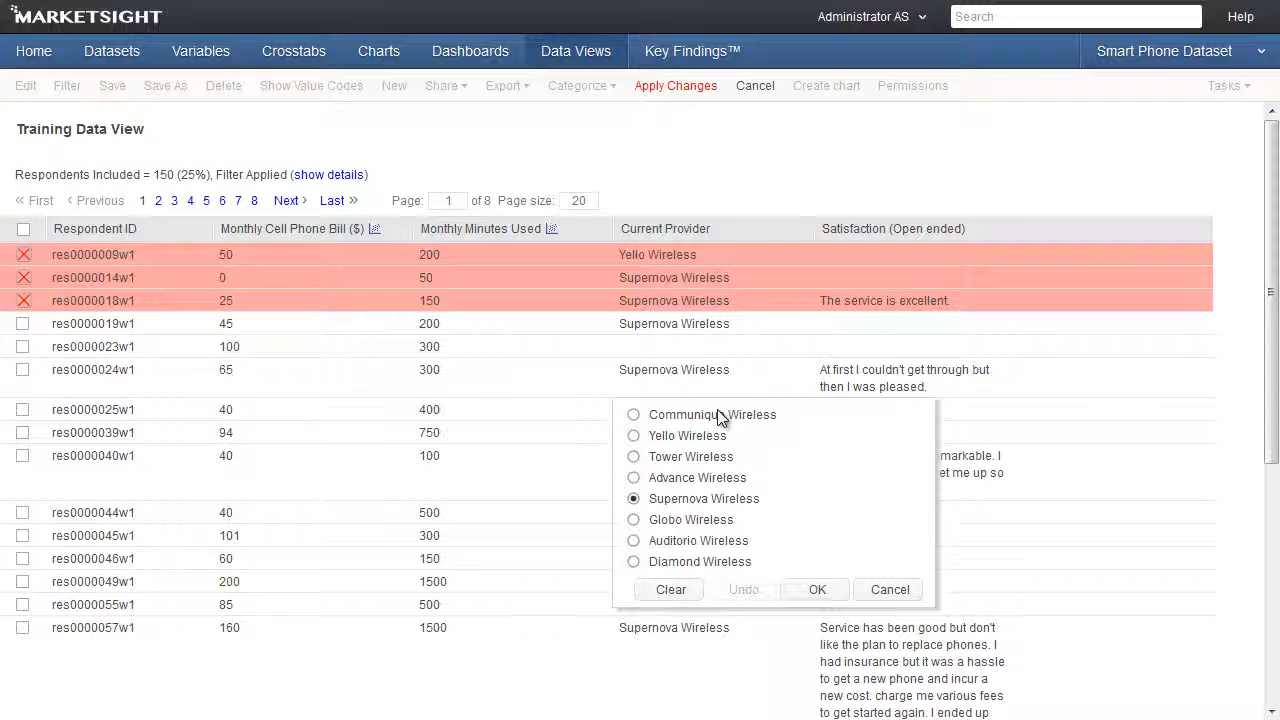 MARKETSIGHT Administrator AS Search Help
Home Datasets Variables Crosstabs Charts Dashboards Data Views Key Findings™ Smart Phone Dataset
Edit Filter Save Save As Delete Show Value Codes New Share Export Categorize Apply Changes Cancel Create chart Permissions Tasks
Training Data View
Respondents Included = 150 (25%), Filter Applied (show details)
« First ‹ Previous 1 2 3 4 5 6 7 8 Next › Last » Page: 1 of 8 Page size: 20
Respondent ID Monthly Cell Phone Bill ($) Monthly Minutes Used Current Provider Satisfaction (Open ended)
res0000009w1 50 200 Yello Wireless
res0000014w1 0 50 Supernova Wireless
res0000018w1 25 150 Supernova Wireless The service is excellent.
res0000019w1 45 200 Supernova Wireless
res0000023w1 100 300
res0000024w1 65 300 Supernova Wireless At first I couldn't get through but
then I was pleased.
res0000025w1 40 400
res0000039w1 94 750
res0000040w1 40 100 markable. I
et me up so
res0000044w1 40 500
res0000045w1 101 300
res0000046w1 60 150
res0000049w1 200 1500
res0000055w1 85 500
res0000057w1 160 1500 Supernova Wireless Service has been good but don't
like the plan to replace phones. I
had insurance but it was a hassle
to get a new phone and incur a
new cost. charge me various fees
to get started again. I ended up
Communique Wireless
Yello Wireless
Tower Wireless
Advance Wireless
Supernova Wireless
Globo Wireless
Auditorio Wireless
Diamond Wireless
Clear Undo OK Cancel